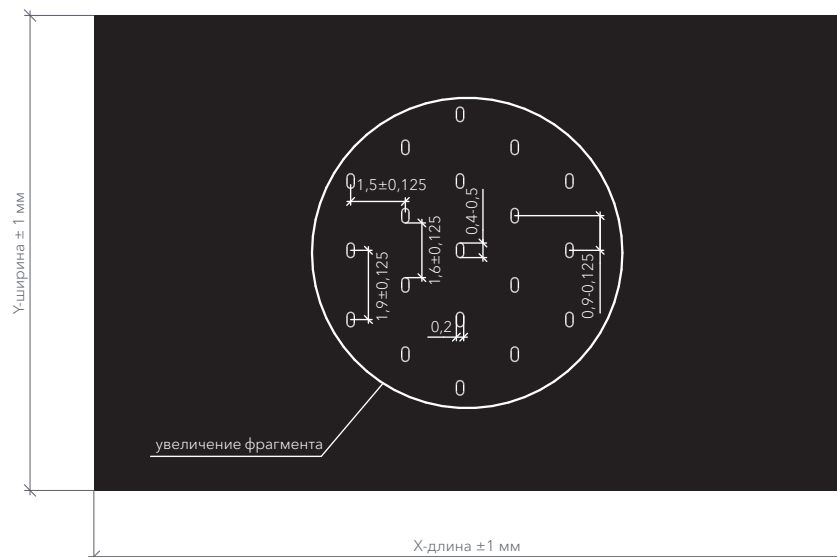 Y-ширина ± 1 мм
1,5±0,125
0,4-0,5
1,6±0,125
1,9±0,125
0,9-0,125
0,2
увеличение фрагмента
X-длина ±1 мм